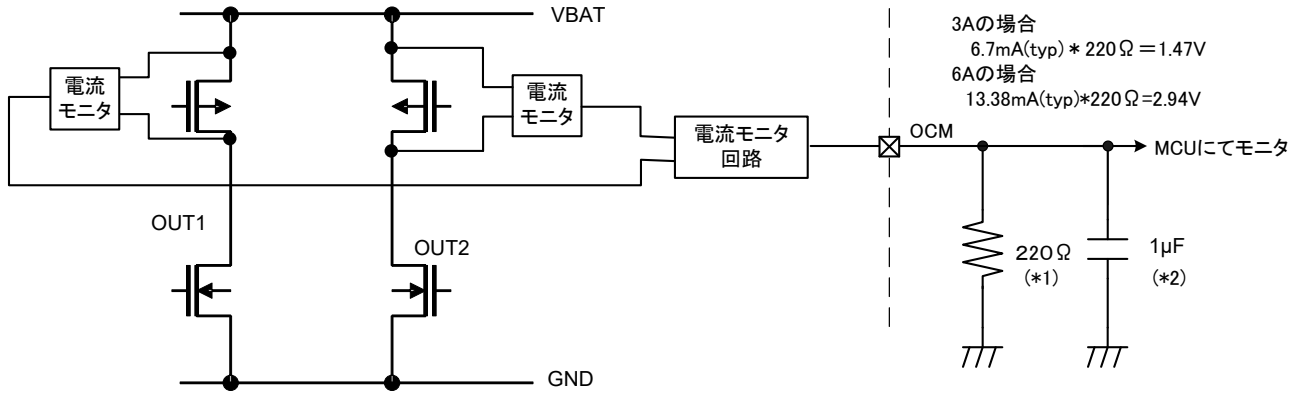 VBAT
3Aの場合
6.7mA(typ)*220Ω=1.47V
6Aの場合
13.38mA(typ)*220Ω=2.94V
電流
モニタ
電流
モニタ
電流モニタ
回路
OCM
MCUにてモニタ
OUT1
OUT2
220Ω
(*1)
1µF
(*2)
GND